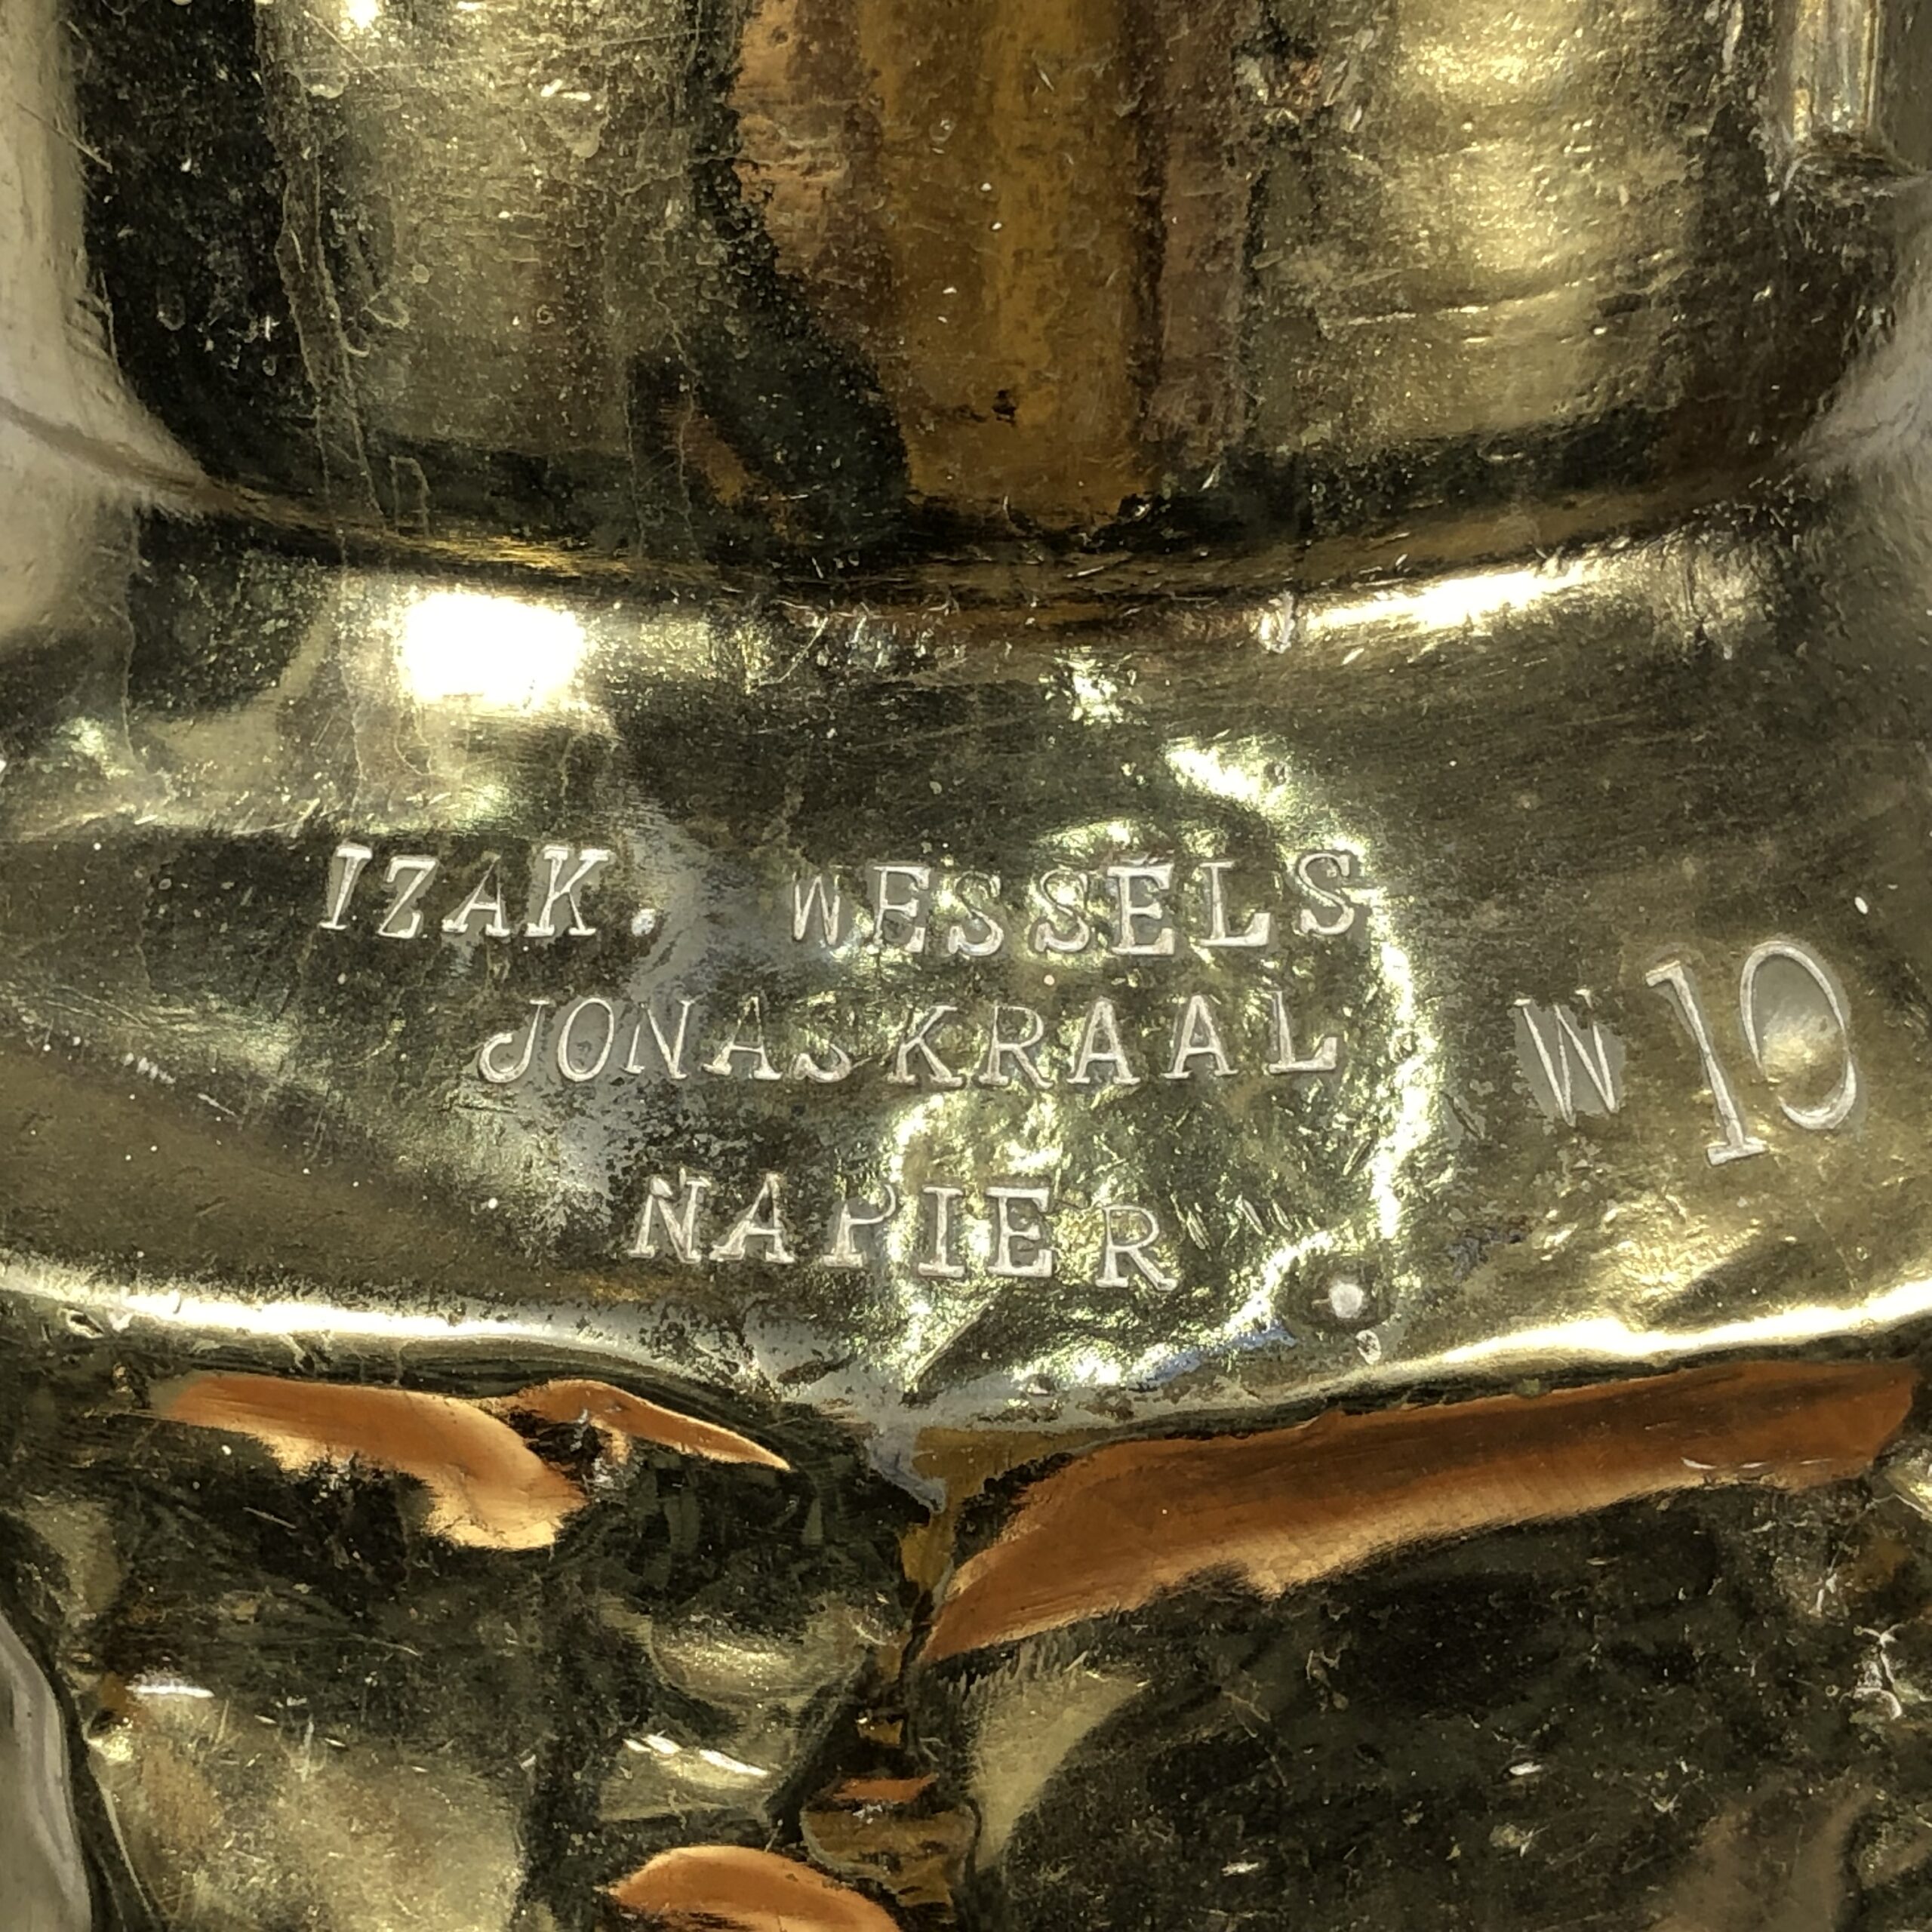 IZAK. WESSELS
JONASKRAAL
NAPIER
W 10